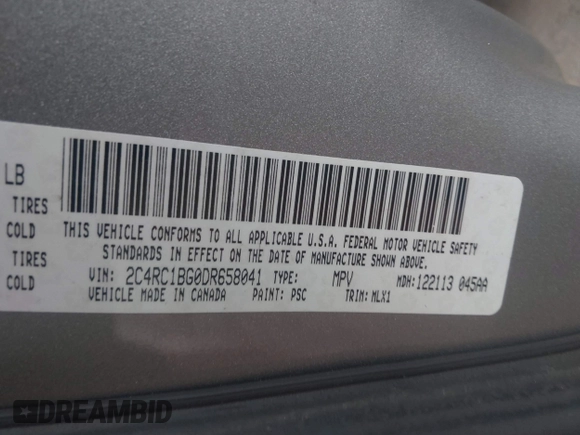 LB
TIRES
COLD
TIRES
COLD
THIS VEHICLE CONFORMS TO ALL APPLICABLE U.S.A. FEDERAL MOTOR VEHICLE SAFETY
STANDARDS IN EFFECT ON THE DATE OF MANUFACTURE SHOWN ABOVE.
VIN: 2C4RC1BG0DR658041 TYPE: MPV MDH:122113 045AA
VEHICLE MADE IN CANADA PAINT: PSC TRIM: MLX1
DREAMBID